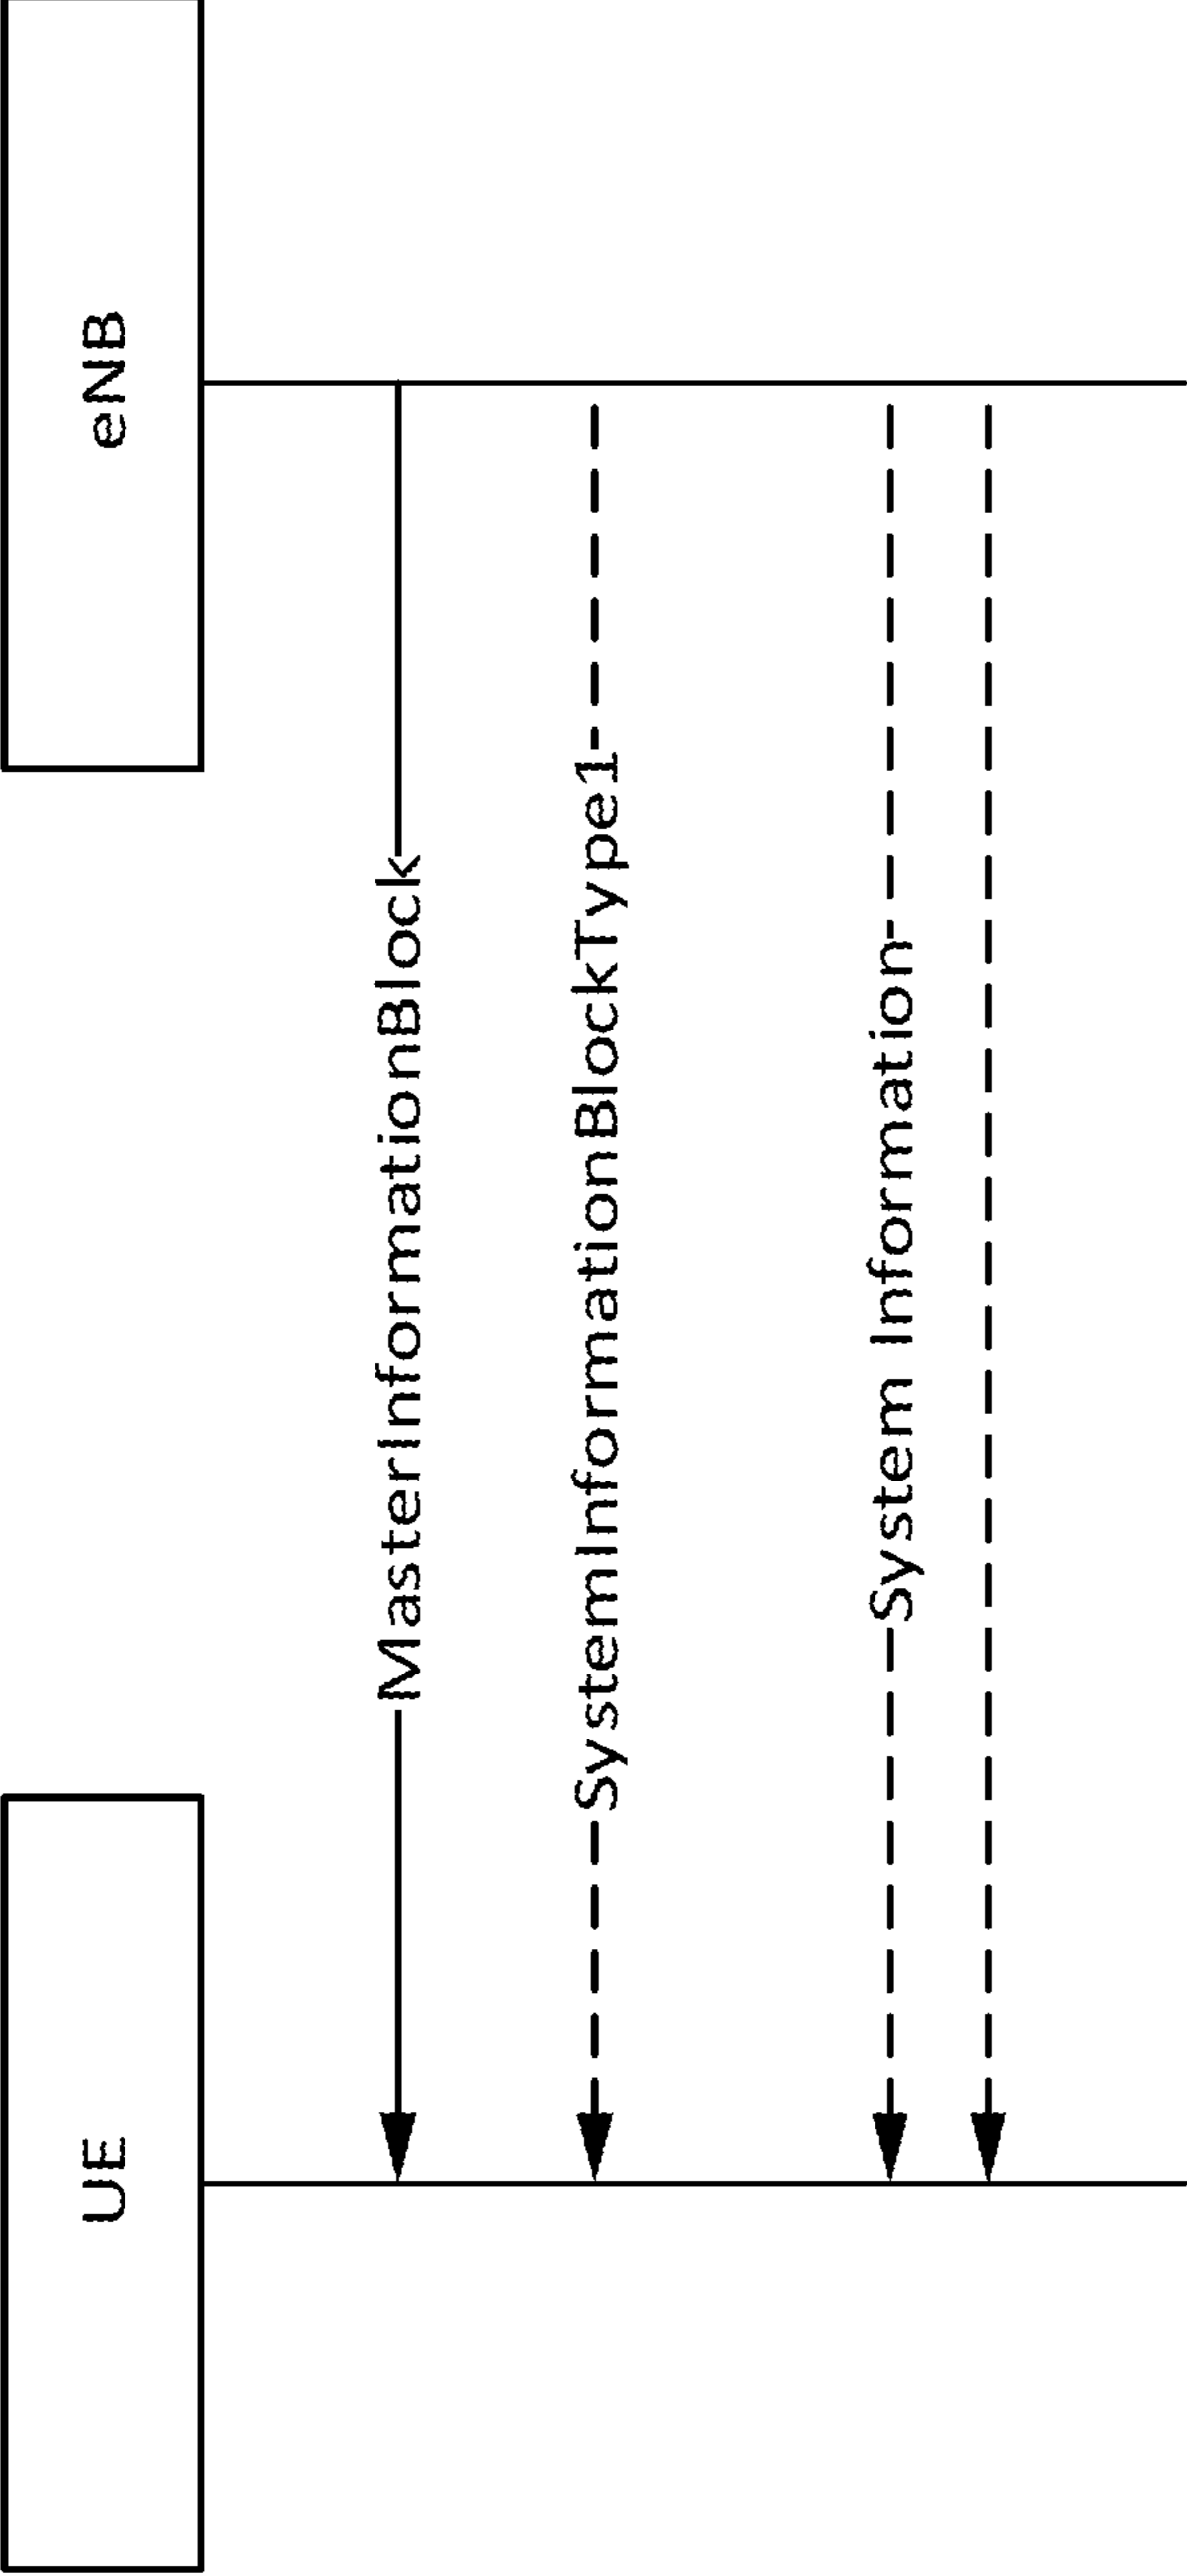 UE
eNB
MasterInformationBlock
SystemInformationBlockType1
System Information